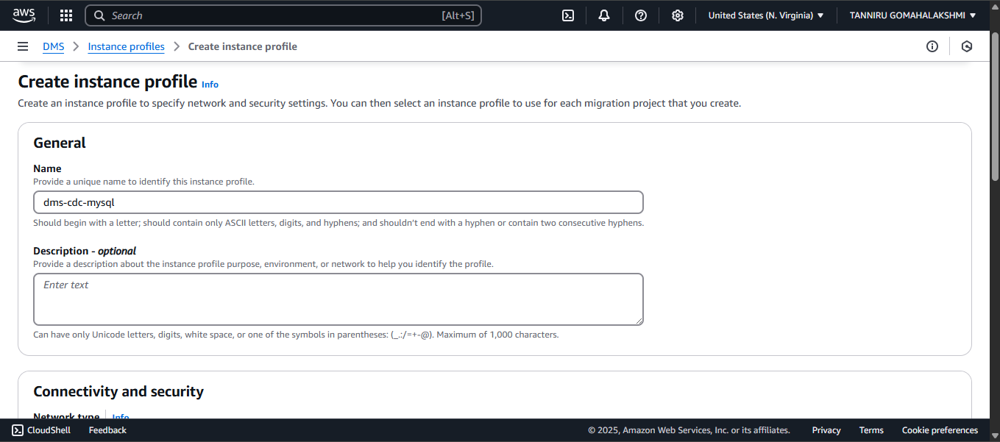 aws
Search [Alt+S] United States (N. Virginia) TANNIRU GOMAHALAKSHMI
DMS Instance profiles Create instance profile
Create instance profile Info
Create an instance profile to specify network and security settings. You can then select an instance profile to use for each migration project that you create.
General
Name
Provide a unique name to identify this instance profile.
dms-cdc-mysql
Should begin with a letter; should contain only ASCII letters, digits, and hyphens; and shouldn't end with a hyphen or contain two consecutive hyphens.
Description - optional
Provide a description about the instance profile purpose, environment, or network to help you identify the profile.
Enter text
Can have only Unicode letters, digits, white space, or one of the symbols in parentheses: (_.:/=+-@). Maximum of 1,000 characters.
Connectivity and security
Network type Info
CloudShell Feedback © 2025, Amazon Web Services, Inc. or its affiliates. Privacy Terms Cookie preferences